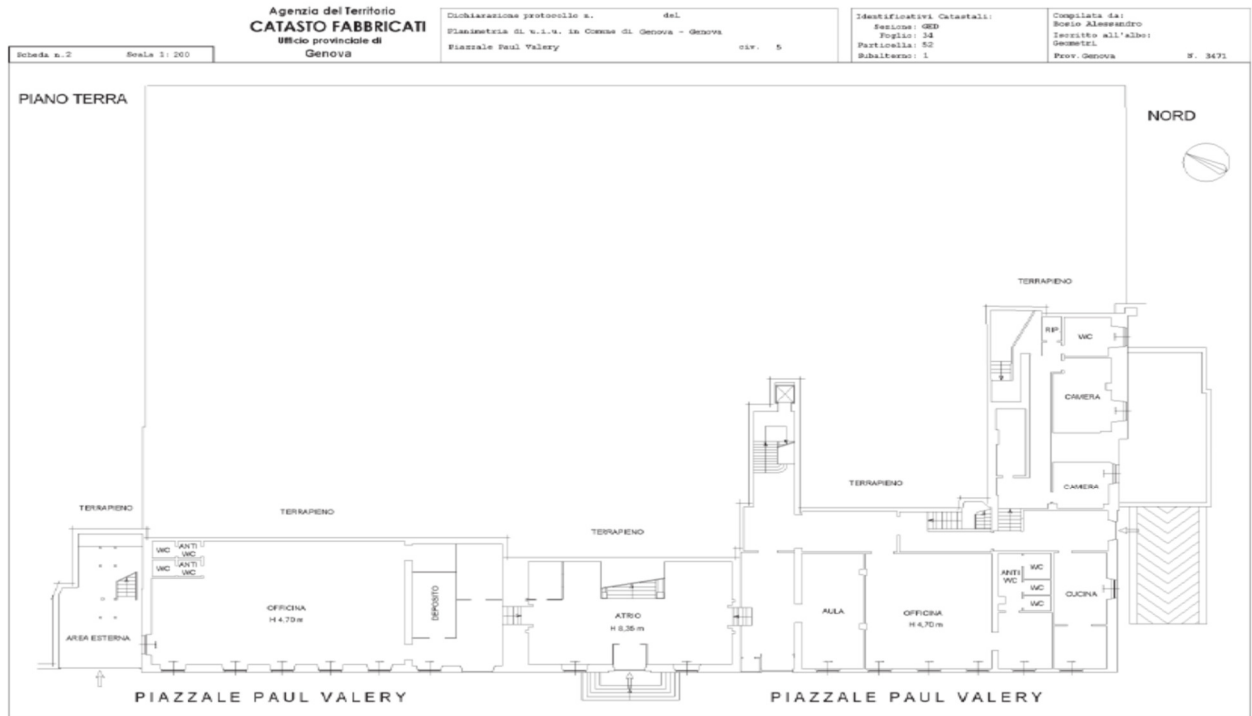 Agenzia del Territorio
CATASTO FABBRICATI
Ufficio provinciale di
Genova
Scheda n.2 Scala 1: 200
Dichiarazione protocollo n. del
Planimetria di u.i.u. in Comune di Genova - Genova
Piazzale Paul Valery civ. 5
Identificativi Catastali:
Sezione: GED
Foglio: 34
Particella: 52
Subalterno: 1
Compilata da:
Bosio Alessandro
Iscritto all'albo:
Geometri
Prov. Genova N. 3471
PIANO TERRA
NORD
TERRAPIENO
RIP
WC
CAMERA
TERRAPIENO
CAMERA
TERRAPIENO
TERRAPIENO
TERRAPIENO
WC
ANTI
WC
WC
ANTI
WC
OFFICINA
H 4,70 m
DEPOSITO
ATRIO
H 8,36 m
AULA
OFFICINA
H 4,70 m
ANTI
WC
WC
WC
WC
CUCINA
AREA ESTERNA
PIAZZALE PAUL VALERY
PIAZZALE PAUL VALERY